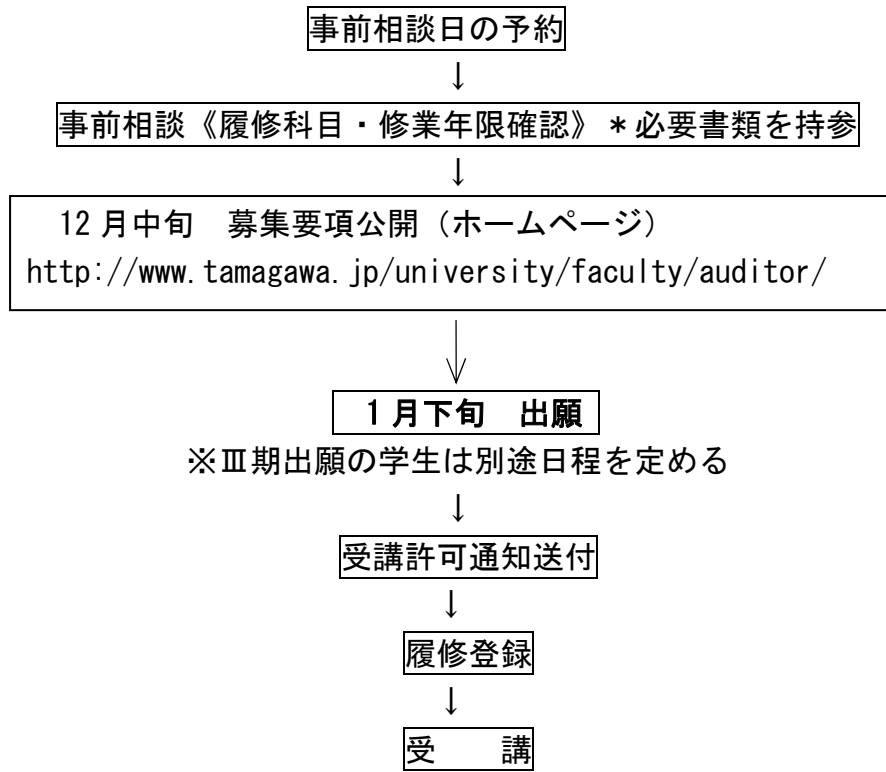 事前相談日の予約
↓
事前相談《履修科目・修業年限確認》＊必要書類を持参
↓
12月中旬　募集要項公開（ホームページ）
http://www.tamagawa.jp/university/faculty/auditor/
1月下旬　出願
※Ⅲ期出願の学生は別途日程を定める
↓
受講許可通知送付
↓
履修登録
↓
受　　講